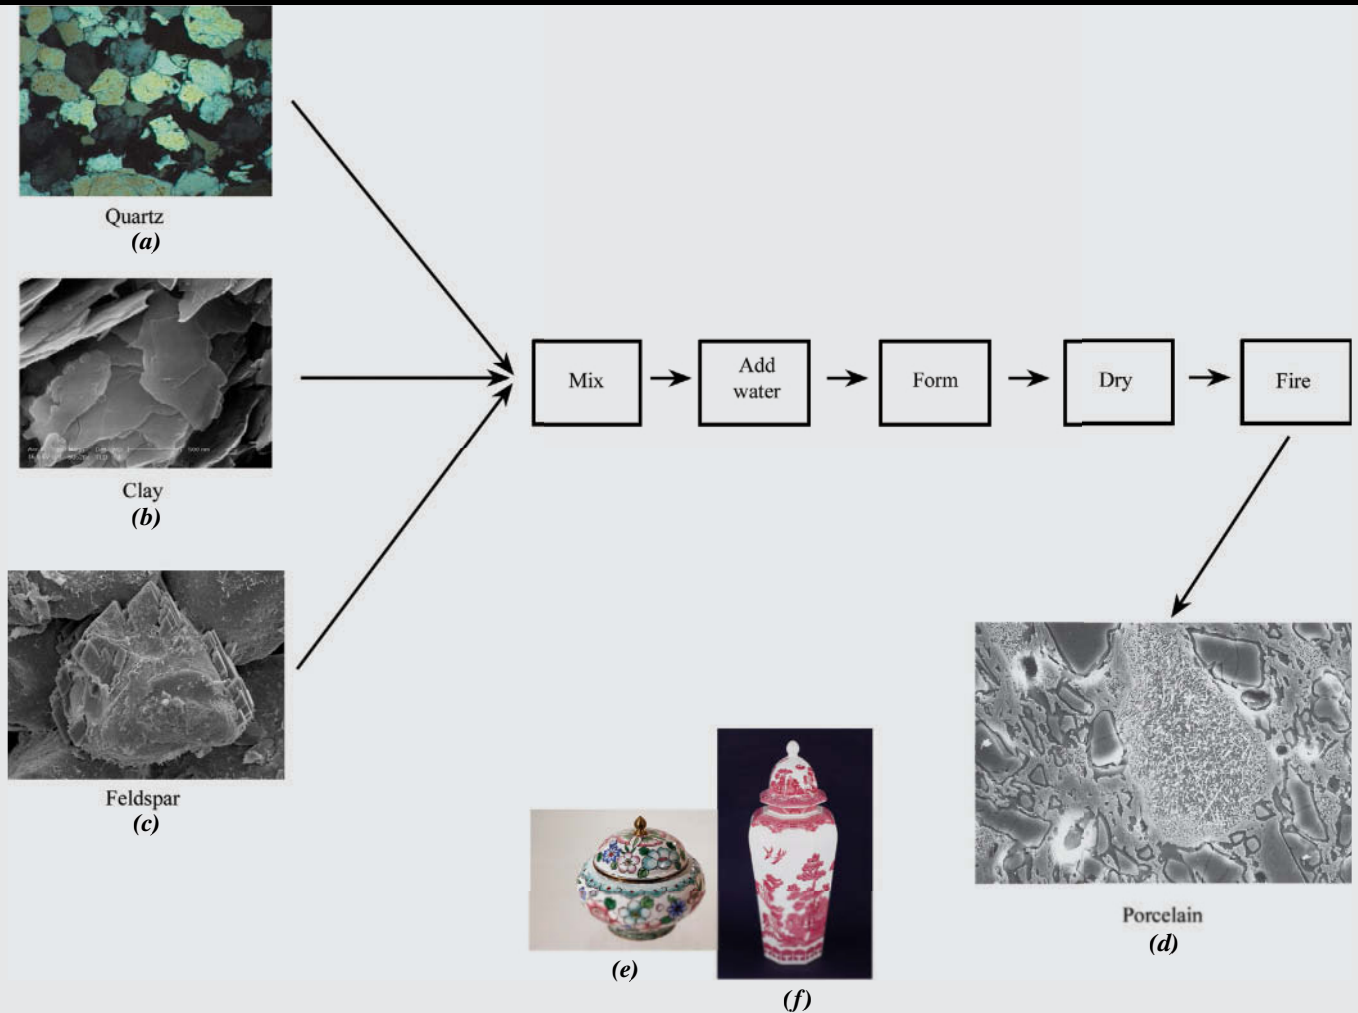 Quartz
(a)
Clay
(b)
Feldspar
(c)
Mix
Add
water
Form
Dry
Fire
Porcelain
(d)
(e)
(f)